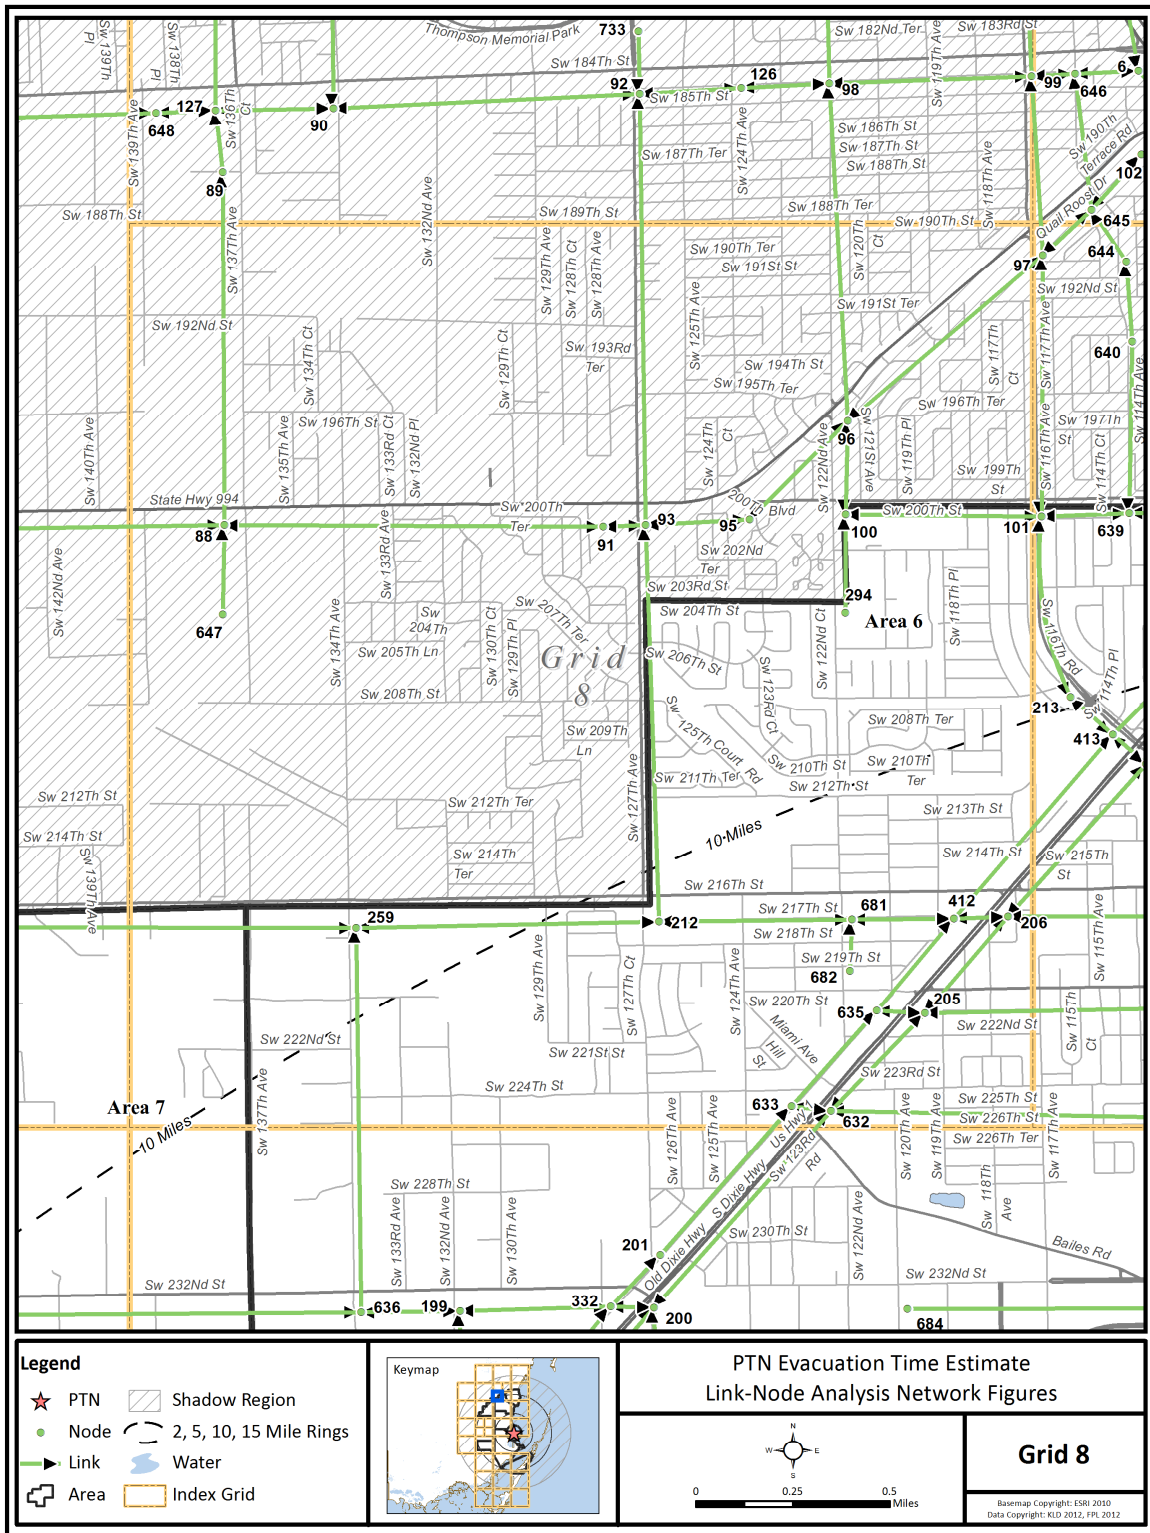 Thompson Memorial Park
733
Sw 182Nd Ter
Sw 119Th Ave
Sw 183Rd St
Sw 139Th Pl
Sw 138Th Pl
Sw 184Th St
92
126
98
99
646
6
127
648
Sw 136Th Ct
90
Sw 185Th St
Sw 139Th Ave
Sw 186Th St
Sw 187Th St
Sw 188Th St
Sw 187Th Ter
Sw 124Th Ave
Sw 118Th Ave
Sw 190Th Terrace Rd
102
89
Sw 188Th St
Sw 137Th Ave
Sw 132Nd Ave
Sw 189Th St
Sw 188Th Ter
Sw 190Th St
Quail Roost Dr
645
644
Sw 129Th Ave
Sw 128Th Ct
Sw 128Th Ave
Sw 190Th Ter
Sw 191St St
Sw 120Th Ct
97
Sw 192Nd St
Sw 192Nd St
Sw 134Th Ct
Sw 129Th Ct
Sw 193Rd Ter
Sw 125Th Ave
Sw 191St Ter
Sw 117Th Ct
Sw 117Th Ave
640
Sw 194Th St
Sw 195Th Ter
Sw 196Th Ter
Sw 114Th Ave
Sw 140Th Ave
Sw 135Th Ave
Sw 196Th St
Sw 133Rd Ct
Sw 132Nd Pl
Sw 124Th Ct
96
Sw 122Nd Ave
Sw 121St Ave
Sw 119Th Pl
Sw 199Th St
Sw 116Th Ave
Sw 197Th St
Sw 114Th Ct
State Hwy 994
Sw 200Th Ter
200Th Blvd
Sw 200Th St
88
91
93
95
100
101
639
Sw 142Nd Ave
Sw 133Rd Ave
Sw 202Nd Ter
Sw 203Rd St
Sw 204Th St
294
Area 6
Sw 118Th Pl
647
Sw 134Th Ave
Sw 204Th
Sw 205Th Ln
Sw 208Th St
Sw 130Th Ct
Sw 129Th Pl
Sw 207Th Ter
Grid 8
Sw 206Th St
Sw 123Rd Ct
Sw 122Nd Ct
Sw 116Th Rd
Sw 114Th Pl
213
413
Sw 209Th Ln
Sw 125Th Court Rd
Sw 208Th Ter
Sw 210Th St
Sw 210Th Ter
Sw 211Th Ter
Sw 212Th St
Sw 212Th St
Sw 214Th St
Sw 139Th Ave
Sw 212Th Ter
Sw 214Th Ter
Sw 127Th Ave
10 Miles
Sw 213Th St
Sw 214Th St
Sw 215Th St
Sw 216Th St
259
212
Sw 217Th St
Sw 218Th St
681
412
206
Sw 219Th St
682
Sw 129Th Ave
Sw 127Th Ct
Sw 124Th Ave
Sw 115Th Ave
Sw 220Th St
635
205
Sw 222Nd St
Sw 222Nd St
Sw 221St St
Miami Ave
Hill St
Sw 115Th Ct
Sw 223Rd St
Area 7
Sw 137Th Ave
Sw 224Th St
633
632
Sw 225Th St
Sw 226Th St
Sw 226Th Ter
10 Miles
Sw 126Th Ave
Sw 125Th Ave
Us Hwy 1
Sw 123Rd Rd
Sw 120Th Ave
Sw 119Th Ave
Sw 117Th Ave
Sw 228Th St
Sw 133Rd Ave
Sw 132Nd Ave
Sw 130Th Ave
S Dixie Hwy
Old Dixie Hwy
Sw 230Th St
Sw 122Nd Ave
Sw 118Th Ave
Bailes Rd
201
Sw 232Nd St
Sw 232Nd St
636
199
332
200
684
Legend
PTN
Shadow Region
Node
2, 5, 10, 15 Mile Rings
Link
Water
Area
Index Grid
Keymap
PTN Evacuation Time Estimate
Link-Node Analysis Network Figures
N
W E
S
0 0.25 0.5
Miles
Grid 8
Basemap Copyright: ESRI 2010
Data Copyright: KLD 2012, FPL 2012